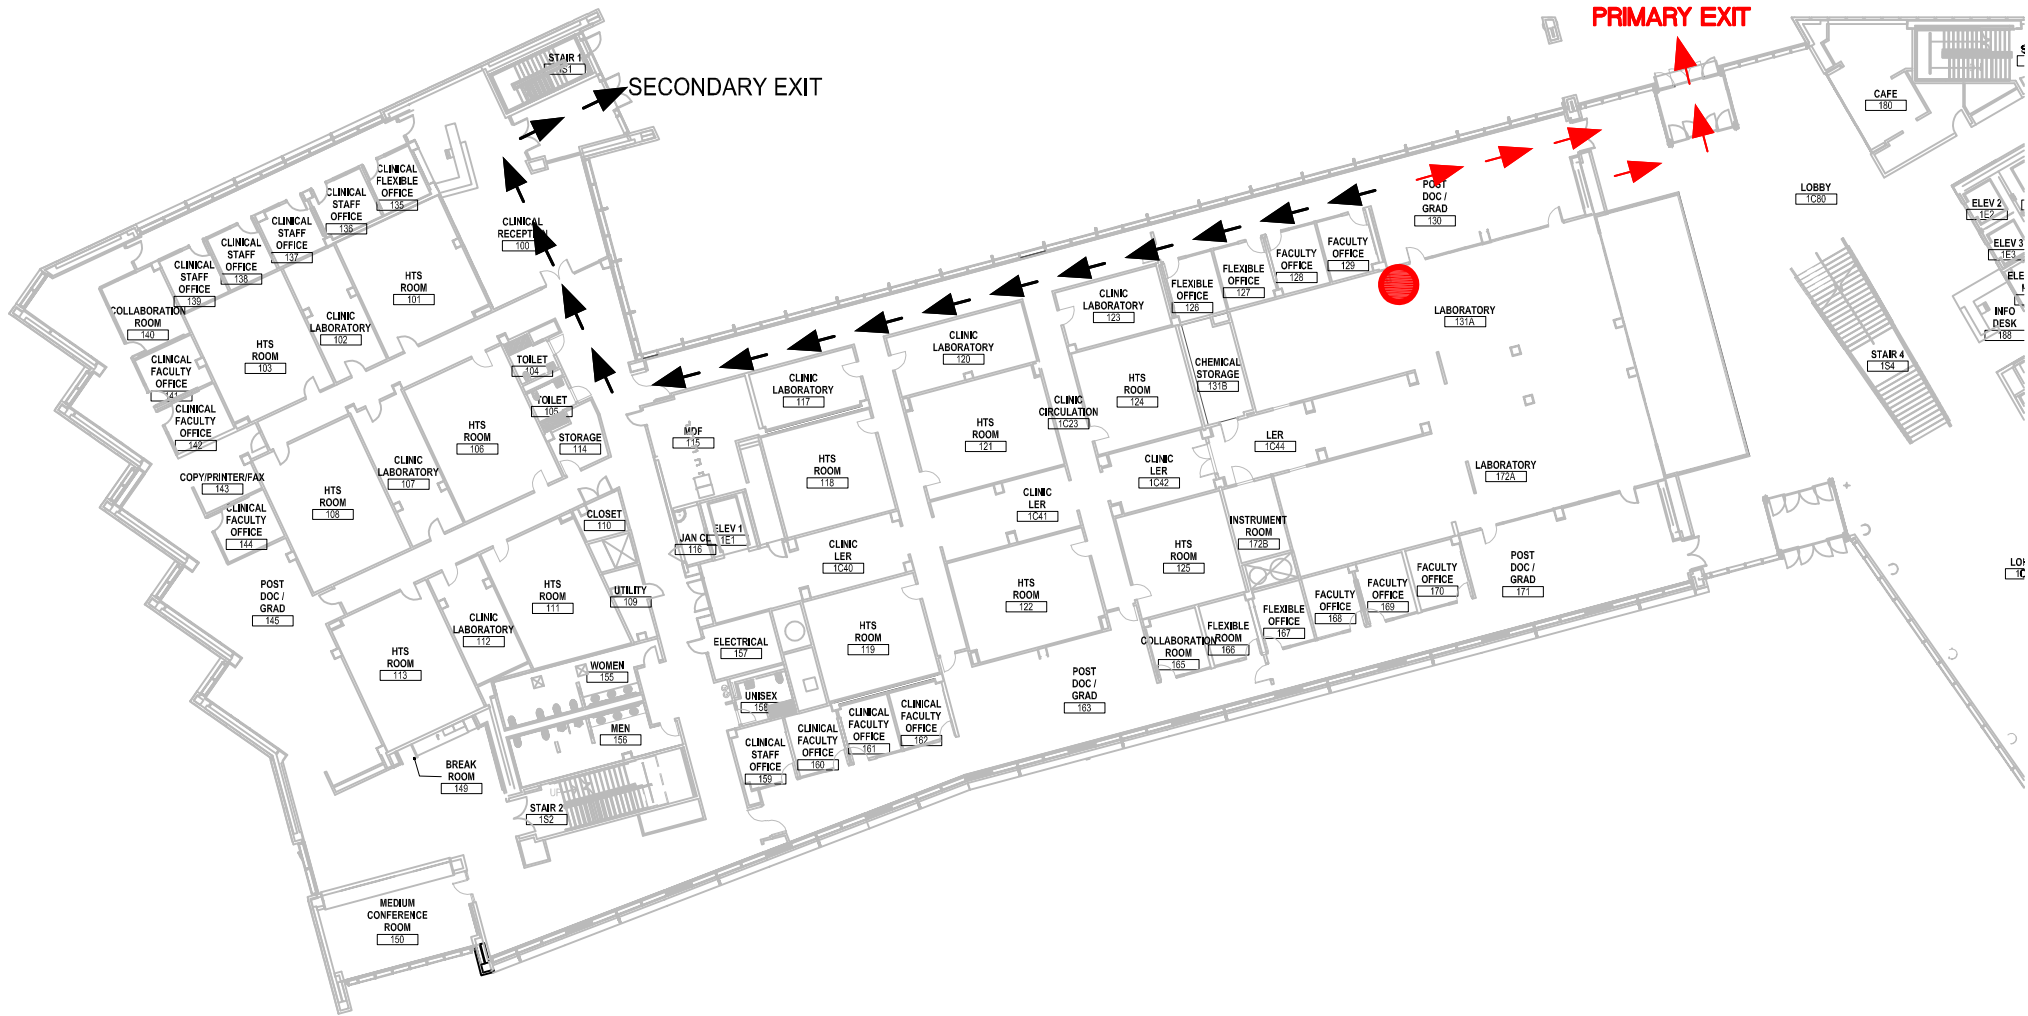 PRIMARY EXIT
SECONDARY EXIT
STAIR 1
CAFE
180
CLINICAL
FLEXIBLE
OFFICE
135
CLINICAL
STAFF
OFFICE
136
CLINICAL
STAFF
OFFICE
137
CLINICAL
STAFF
OFFICE
138
CLINICAL
STAFF
OFFICE
139
COLLABORATION
ROOM
140
CLINICAL
FACULTY
OFFICE
141
CLINICAL
FACULTY
OFFICE
142
COPY/PRINTER/FAX
143
CLINICAL
FACULTY
OFFICE
144
POST
DOC /
GRAD
145
CLINICAL
RECEPTION
100
HTS
ROOM
101
CLINIC
LABORATORY
102
HTS
ROOM
103
TOILET
104
TOILET
105
HTS
ROOM
106
CLINIC
LABORATORY
107
HTS
ROOM
108
UTILITY
109
CLOSET
110
HTS
ROOM
111
CLINIC
LABORATORY
112
HTS
ROOM
113
STORAGE
114
MDF
115
JAN CL
116
ELEV 1
1E1
CLINIC
LABORATORY
117
HTS
ROOM
118
HTS
ROOM
119
CLINIC
LABORATORY
120
HTS
ROOM
121
HTS
ROOM
122
CLINIC
LABORATORY
123
HTS
ROOM
124
HTS
ROOM
125
FLEXIBLE
OFFICE
126
FLEXIBLE
OFFICE
127
FACULTY
OFFICE
128
FACULTY
OFFICE
129
POST
DOC /
GRAD
130
LABORATORY
131A
CHEMICAL
STORAGE
131B
CLINIC
CIRCULATION
1C23
CLINIC
LER
1C40
CLINIC
LER
1C41
CLINIC
LER
1C42
LER
1C44
LABORATORY
172A
INSTRUMENT
ROOM
172B
POST
DOC /
GRAD
171
FACULTY
OFFICE
170
FACULTY
OFFICE
169
FACULTY
OFFICE
168
FLEXIBLE
OFFICE
167
FLEXIBLE
ROOM
166
COLLABORATION
ROOM
165
POST
DOC /
GRAD
163
CLINICAL
FACULTY
OFFICE
162
CLINICAL
FACULTY
OFFICE
161
CLINICAL
FACULTY
OFFICE
160
CLINICAL
STAFF
OFFICE
159
UNISEX
158
ELECTRICAL
157
MEN
156
WOMEN
155
UP
STAIR 2
1S2
BREAK
ROOM
149
MEDIUM
CONFERENCE
ROOM
150
LOBBY
1C80
ELEV 2
1E2
ELEV 3
1E3
INFO
DESK
188
STAIR 4
1S4